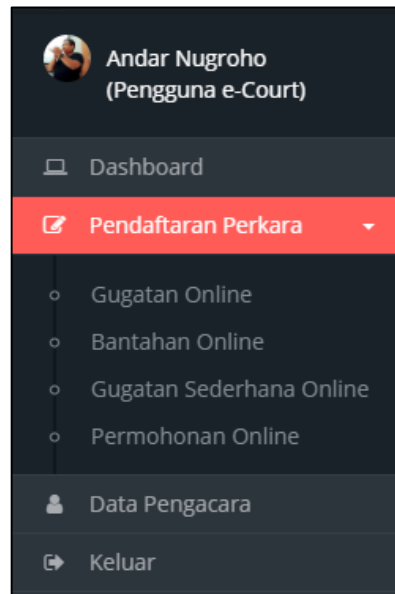 Andar Nugroho
(Pengguna e-Court)
Dashboard
Pendaftaran Perkara
Gugatan Online
Bantahan Online
Gugatan Sederhana Online
Permohonan Online
Data Pengacara
Keluar